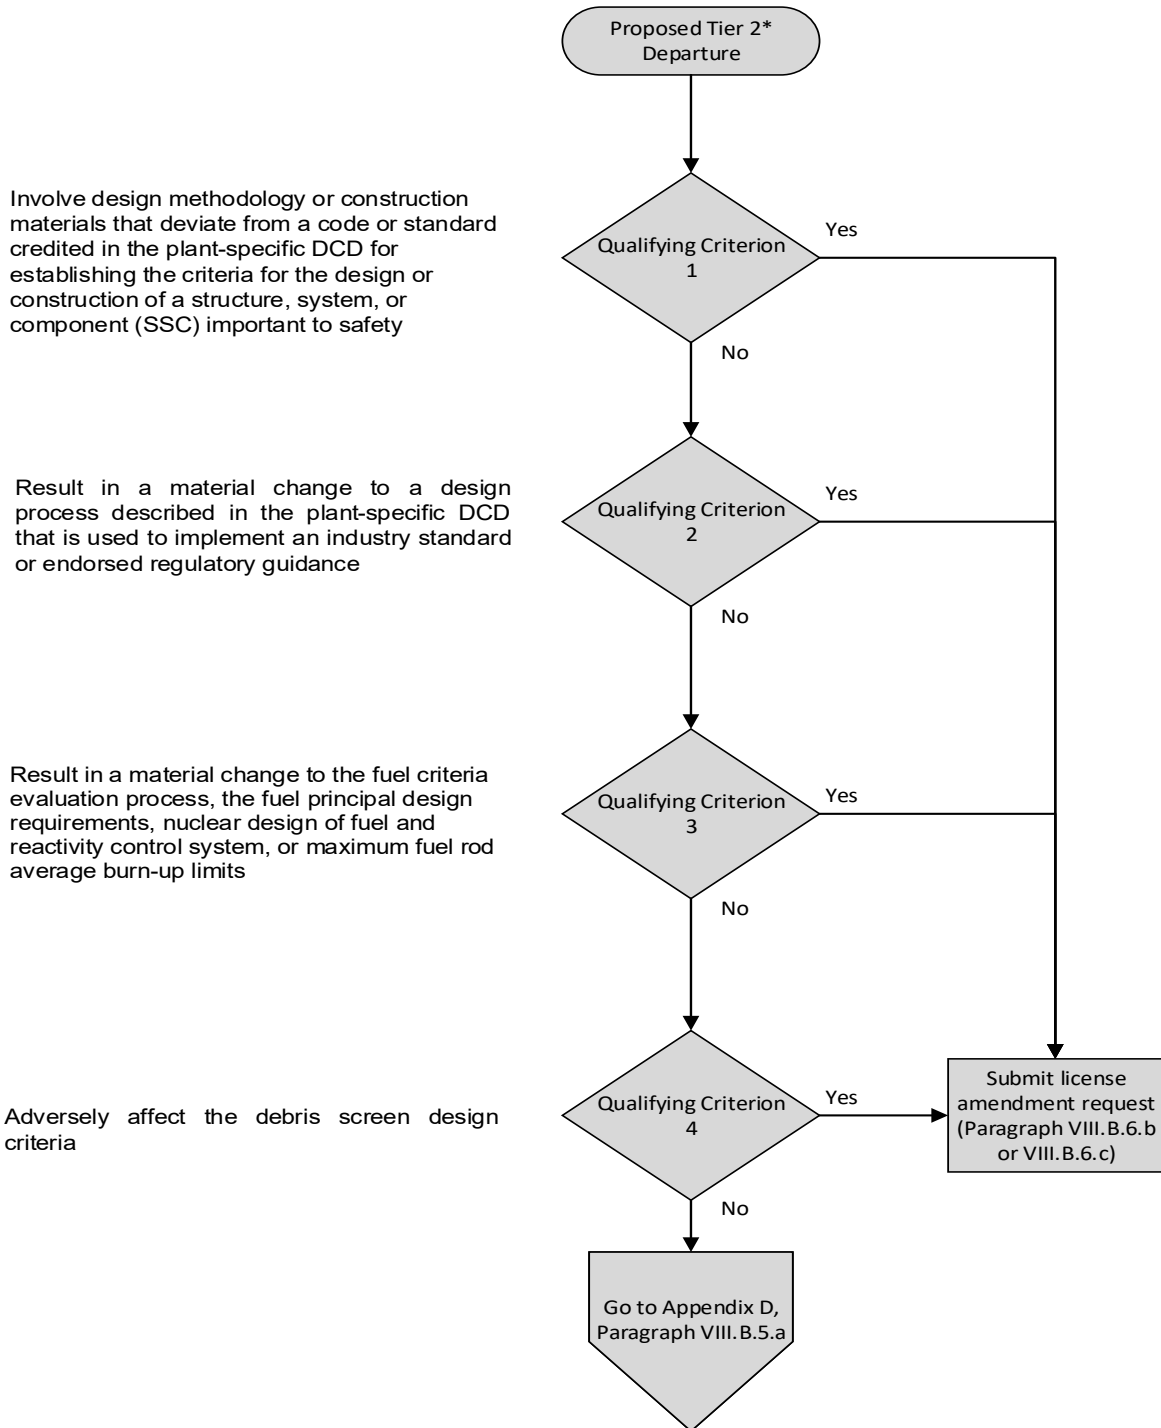 Proposed Tier 2*
Departure
Involve design methodology or construction
materials that deviate from a code or standard
credited in the plant-specific DCD for
establishing the criteria for the design or
construction of a structure, system, or
component (SSC) important to safety
Qualifying Criterion
1
Yes
No
Result in a material change to a design
process described in the plant-specific DCD
that is used to implement an industry standard
or endorsed regulatory guidance
Qualifying Criterion
2
Yes
No
Result in a material change to the fuel criteria
evaluation process, the fuel principal design
requirements, nuclear design of fuel and
reactivity control system, or maximum fuel rod
average burn-up limits
Qualifying Criterion
3
Yes
No
Adversely affect the debris screen design
criteria
Qualifying Criterion
4
Yes
No
Submit license
amendment request
(Paragraph VIII.B.6.b
or VIII.B.6.c)
Go to Appendix D,
Paragraph VIII.B.5.a